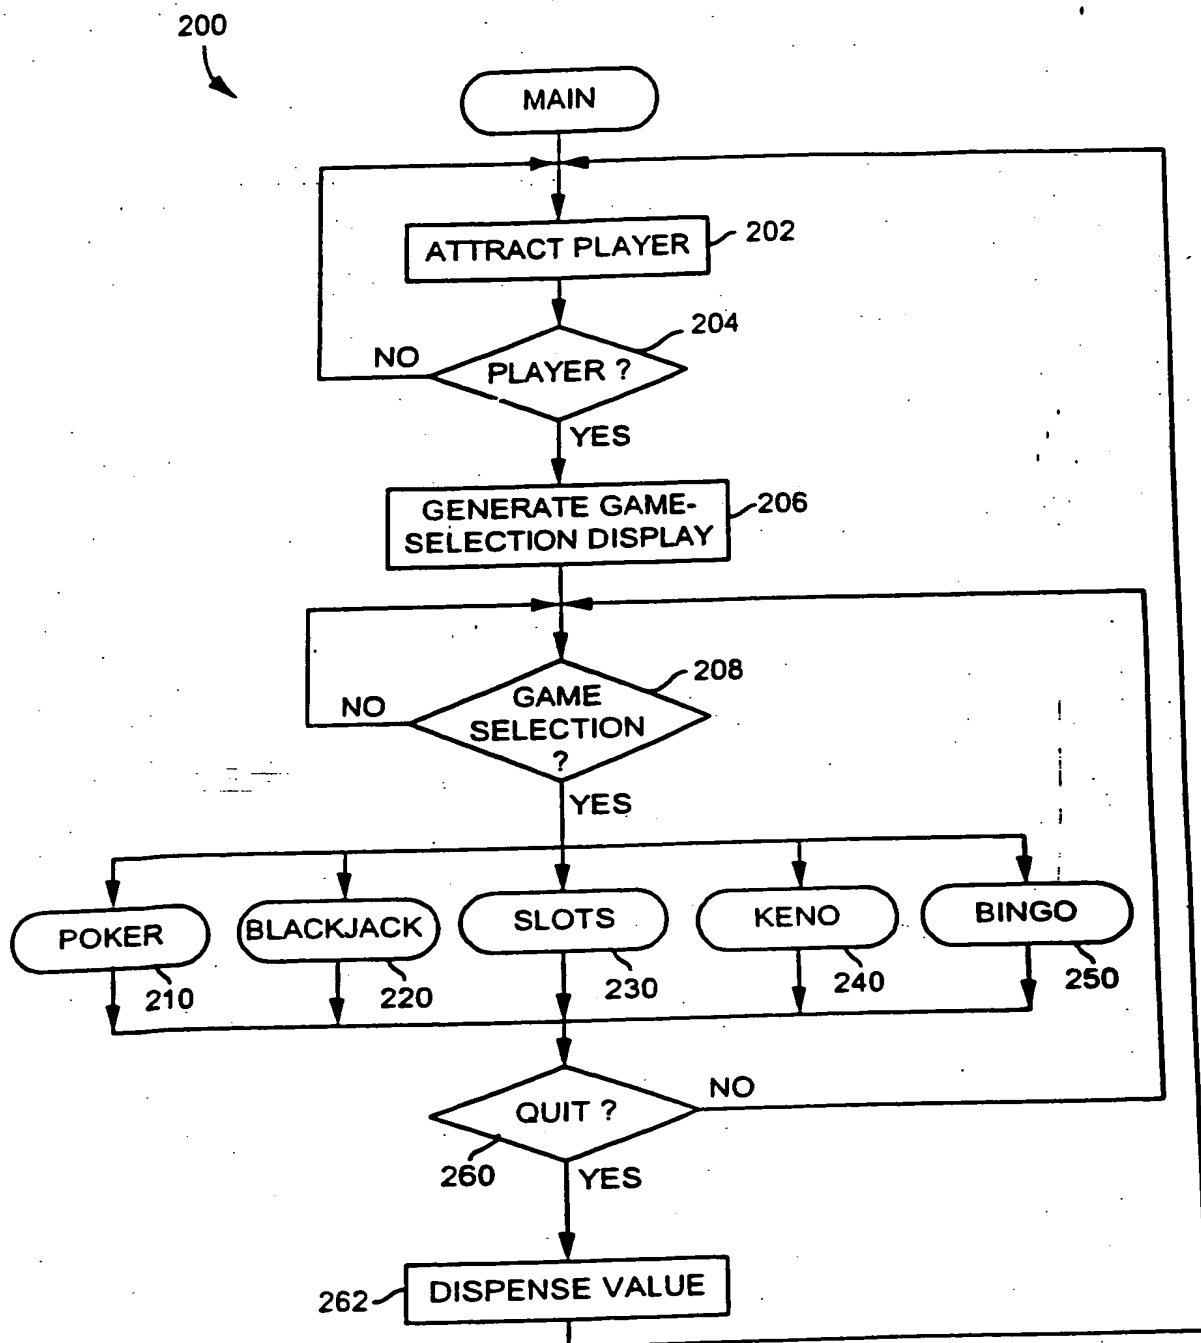 200
MAIN
ATTRACT PLAYER
202
PLAYER ?
204
NO
YES
GENERATE GAME-
SELECTION DISPLAY
206
GAME
SELECTION
?
208
NO
YES
POKER
BLACKJACK
SLOTS
KENO
BINGO
210
220
230
240
250
QUIT ?
NO
260
YES
DISPENSE VALUE
262